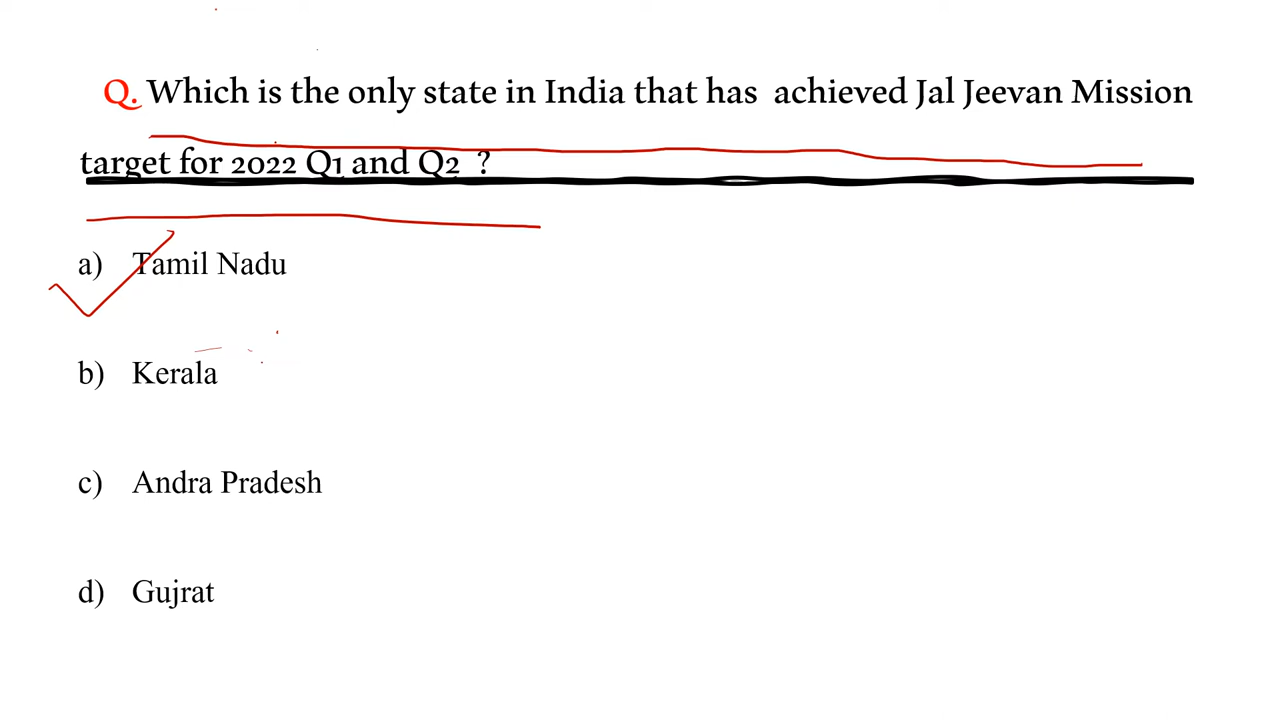 Q. Which is the only state in India that has achieved Jal Jeevan Mission
target for 2022 Q1 and Q2 ?
a) Tamil Nadu
b) Kerala
c) Andra Pradesh
d) Gujrat